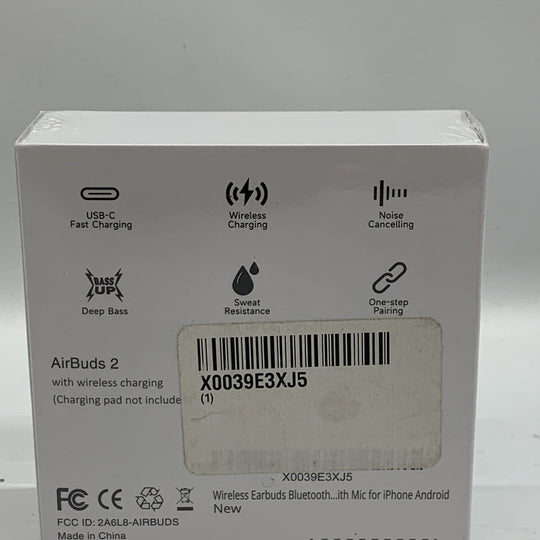 USB-C
Fast Charging
Wireless
Charging
Noise
Cancelling
BASS
UP
Deep Bass
Sweat
Resistance
One-step
Pairing
AirBuds 2
with wireless charging
(Charging pad not include
X0039E3XJ5
(1)
X0039E3XJ5
Wireless Earbuds Bluetooth...ith Mic for iPhone Android
New
FC CE
FCC ID: 2A6L8-AIRBUDS
Made in China